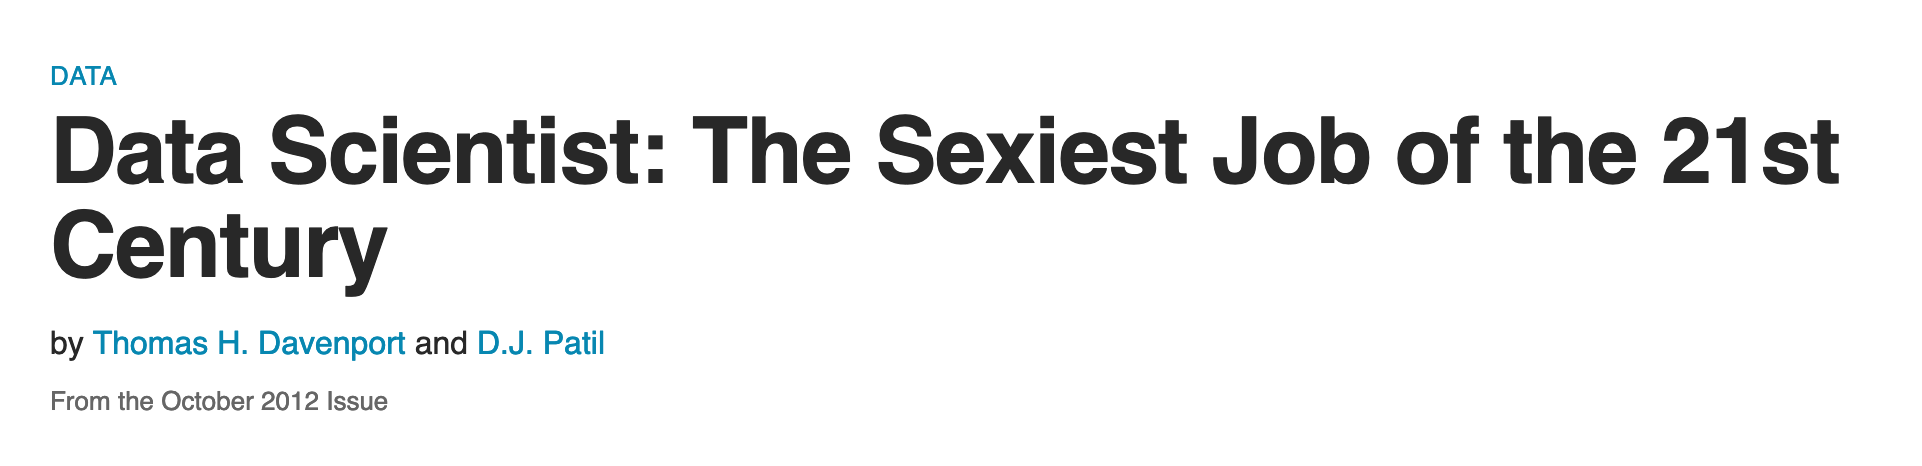 DATA
Data Scientist: The Sexiest Job of the 21st
Century
by Thomas H. Davenport and D.J. Patil
From the October 2012 Issue